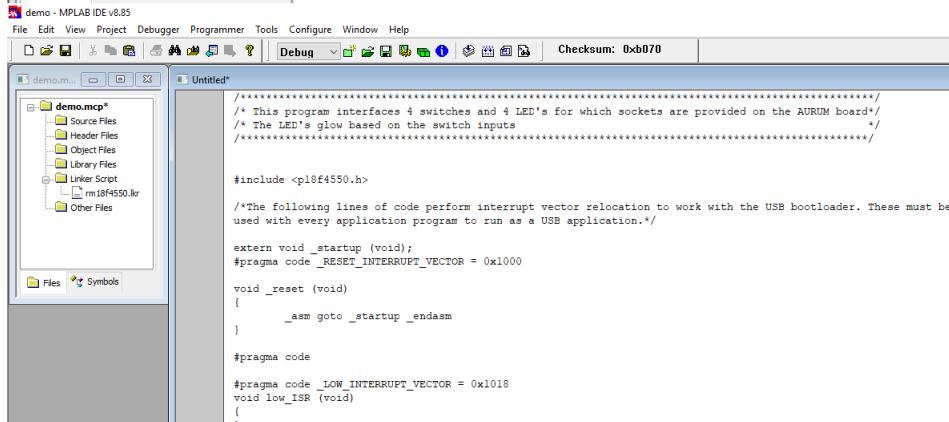 demo - MPLAB IDE v8.85
File Edit View Project Debugger Programmer Tools Configure Window Help
Debug
Checksum: 0xb070
demo.m...
Untitled*
demo.mcp*
Source Files
Header Files
Object Files
Library Files
Linker Script
rm18f4550.lkr
Other Files
Files
Symbols
/******************************************************************************************/
/* This program interfaces 4 switches and 4 LED's for which sockets are provided on the AURUM board*/
/* The LED's glow based on the switch inputs */
/*****************************************************************************************/
#include <p18f4550.h>
/*The following lines of code perform interrupt vector relocation to work with the USB bootloader. These must be
used with every application program to run as a USB application.*/
extern void _startup (void);
#pragma code _RESET_INTERRUPT_VECTOR = 0x1000
void _reset (void)
{
_asm goto _startup _endasm
}
#pragma code
#pragma code _LOW_INTERRUPT_VECTOR = 0x1018
void low_ISR (void)
{